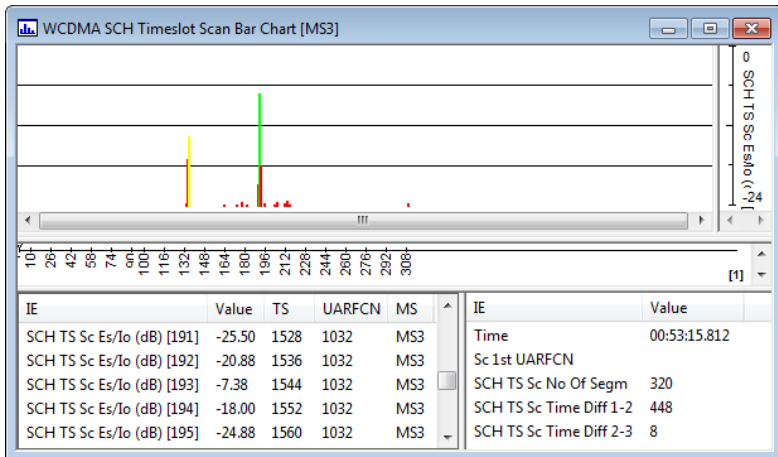 WCDMA SCH Timeslot Scan Bar Chart [MS3]
0
SCH TS Sc Es/Io (
-24
10 26 42 58 74 90 100 116 132 148 164 180 196 212 228 244 260 276 292 308
[1]
IE Value TS UARFCN MS
SCH TS Sc Es/Io (dB) [191] -25.50 1528 1032 MS3
SCH TS Sc Es/Io (dB) [192] -20.88 1536 1032 MS3
SCH TS Sc Es/Io (dB) [193] -7.38 1544 1032 MS3
SCH TS Sc Es/Io (dB) [194] -18.00 1552 1032 MS3
SCH TS Sc Es/Io (dB) [195] -24.88 1560 1032 MS3
IE Value
Time 00:53:15.812
Sc 1st UARFCN
SCH TS Sc No Of Segm 320
SCH TS Sc Time Diff 1-2 448
SCH TS Sc Time Diff 2-3 8